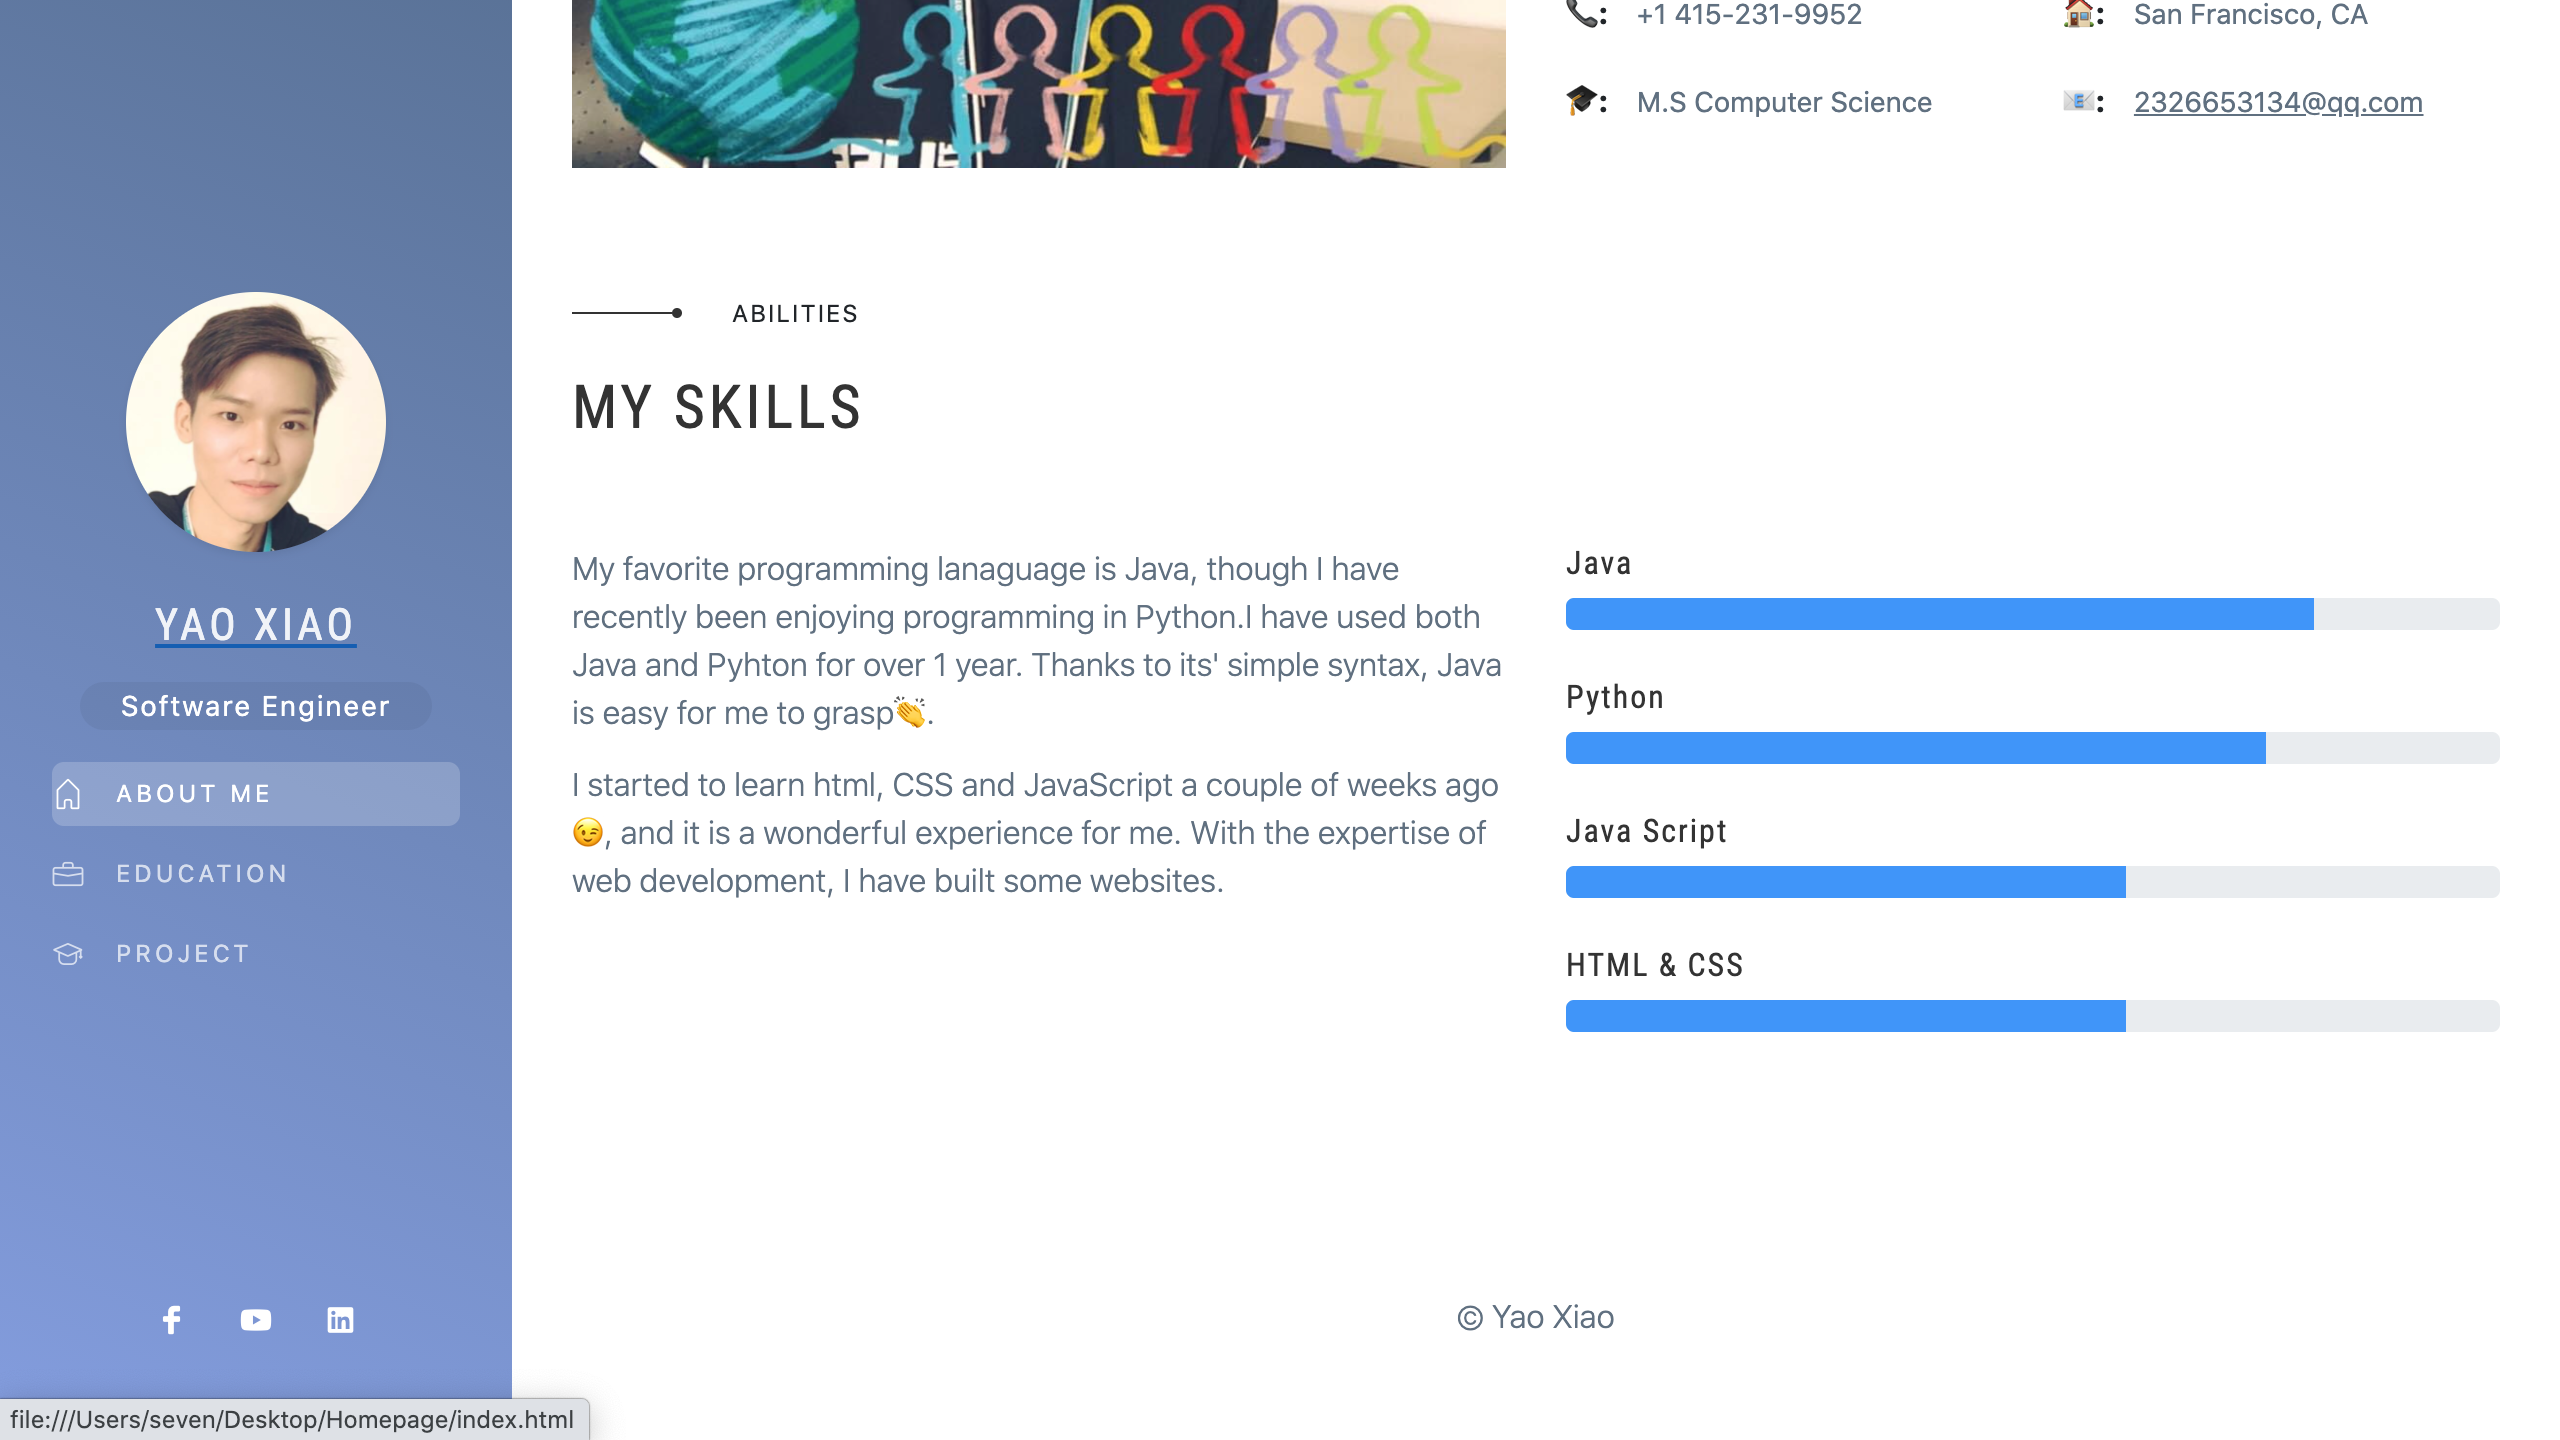 YAO XIAO
Software Engineer
ABOUT ME
EDUCATION
PROJECT
file:///Users/seven/Desktop/Homepage/index.html
: +1 415-231-9952
: San Francisco, CA
: M.S Computer Science
: 2326653134@qq.com
ABILITIES
MY SKILLS
My favorite programming lanaguage is Java, though I have
recently been enjoying programming in Python.I have used both
Java and Pyhton for over 1 year. Thanks to its' simple syntax, Java
is easy for me to grasp👏.
I started to learn html, CSS and JavaScript a couple of weeks ago
😉, and it is a wonderful experience for me. With the expertise of
web development, I have built some websites.
Java
Python
Java Script
HTML & CSS
© Yao Xiao